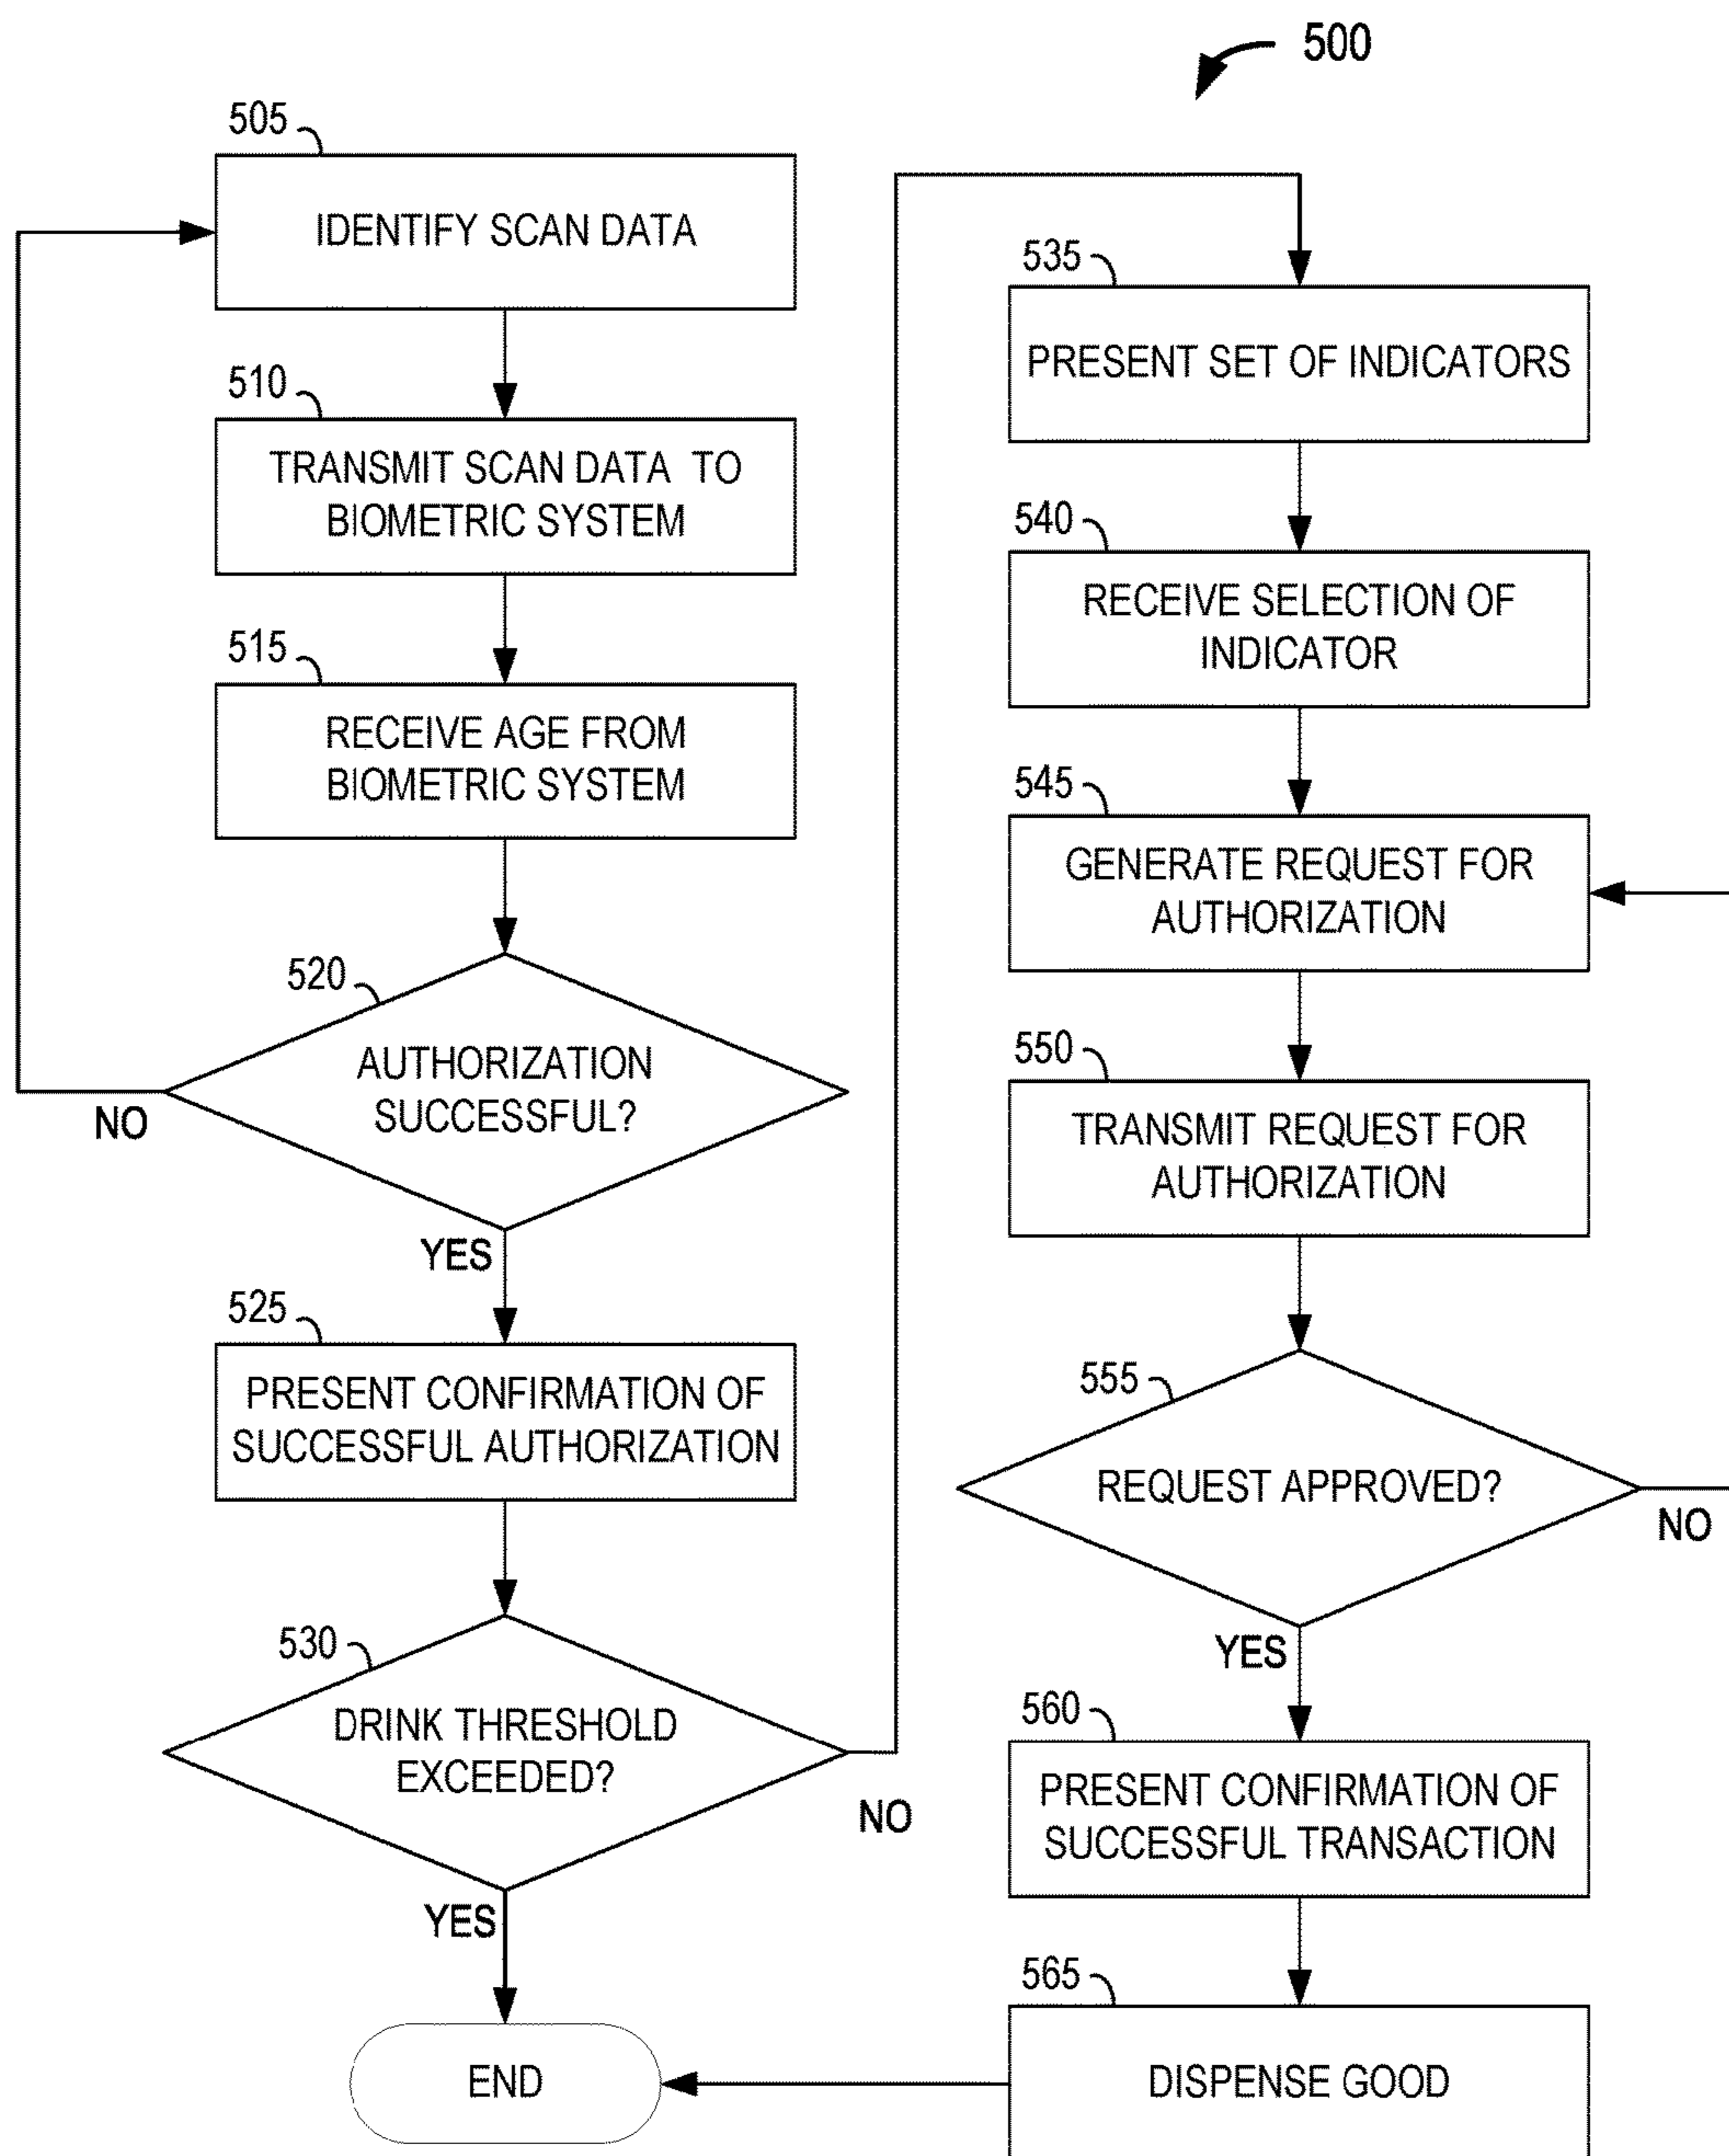 500
505
IDENTIFY SCAN DATA
510
TRANSMIT SCAN DATA TO
BIOMETRIC SYSTEM
515
RECEIVE AGE FROM
BIOMETRIC SYSTEM
520
AUTHORIZATION
SUCCESSFUL?
NO
YES
525
PRESENT CONFIRMATION OF
SUCCESSFUL AUTHORIZATION
530
DRINK THRESHOLD
EXCEEDED?
NO
YES
END
535
PRESENT SET OF INDICATORS
540
RECEIVE SELECTION OF
INDICATOR
545
GENERATE REQUEST FOR
AUTHORIZATION
550
TRANSMIT REQUEST FOR
AUTHORIZATION
555
REQUEST APPROVED?
NO
YES
560
PRESENT CONFIRMATION OF
SUCCESSFUL TRANSACTION
565
DISPENSE GOOD